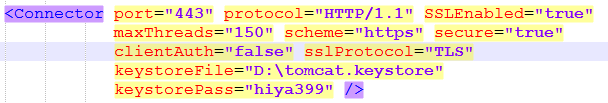 <Connector port="443" protocol="HTTP/1.1" SSLEnabled="true"
maxThreads="150" scheme="https" secure="true"
clientAuth="false" sslProtocol="TLS"
keystoreFile="D:\tomcat.keystore"
keystorePass="hiya399" />